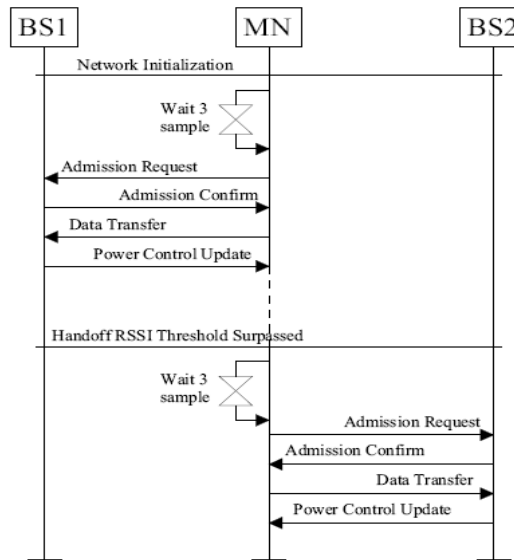 BS1
MN
BS2
Network Initialization
Wait 3
sample
Admission Request
Admission Confirm
Data Transfer
Power Control Update
Handoff RSSI Threshold Surpassed
Wait 3
sample
Admission Request
Admission Confirm
Data Transfer
Power Control Update